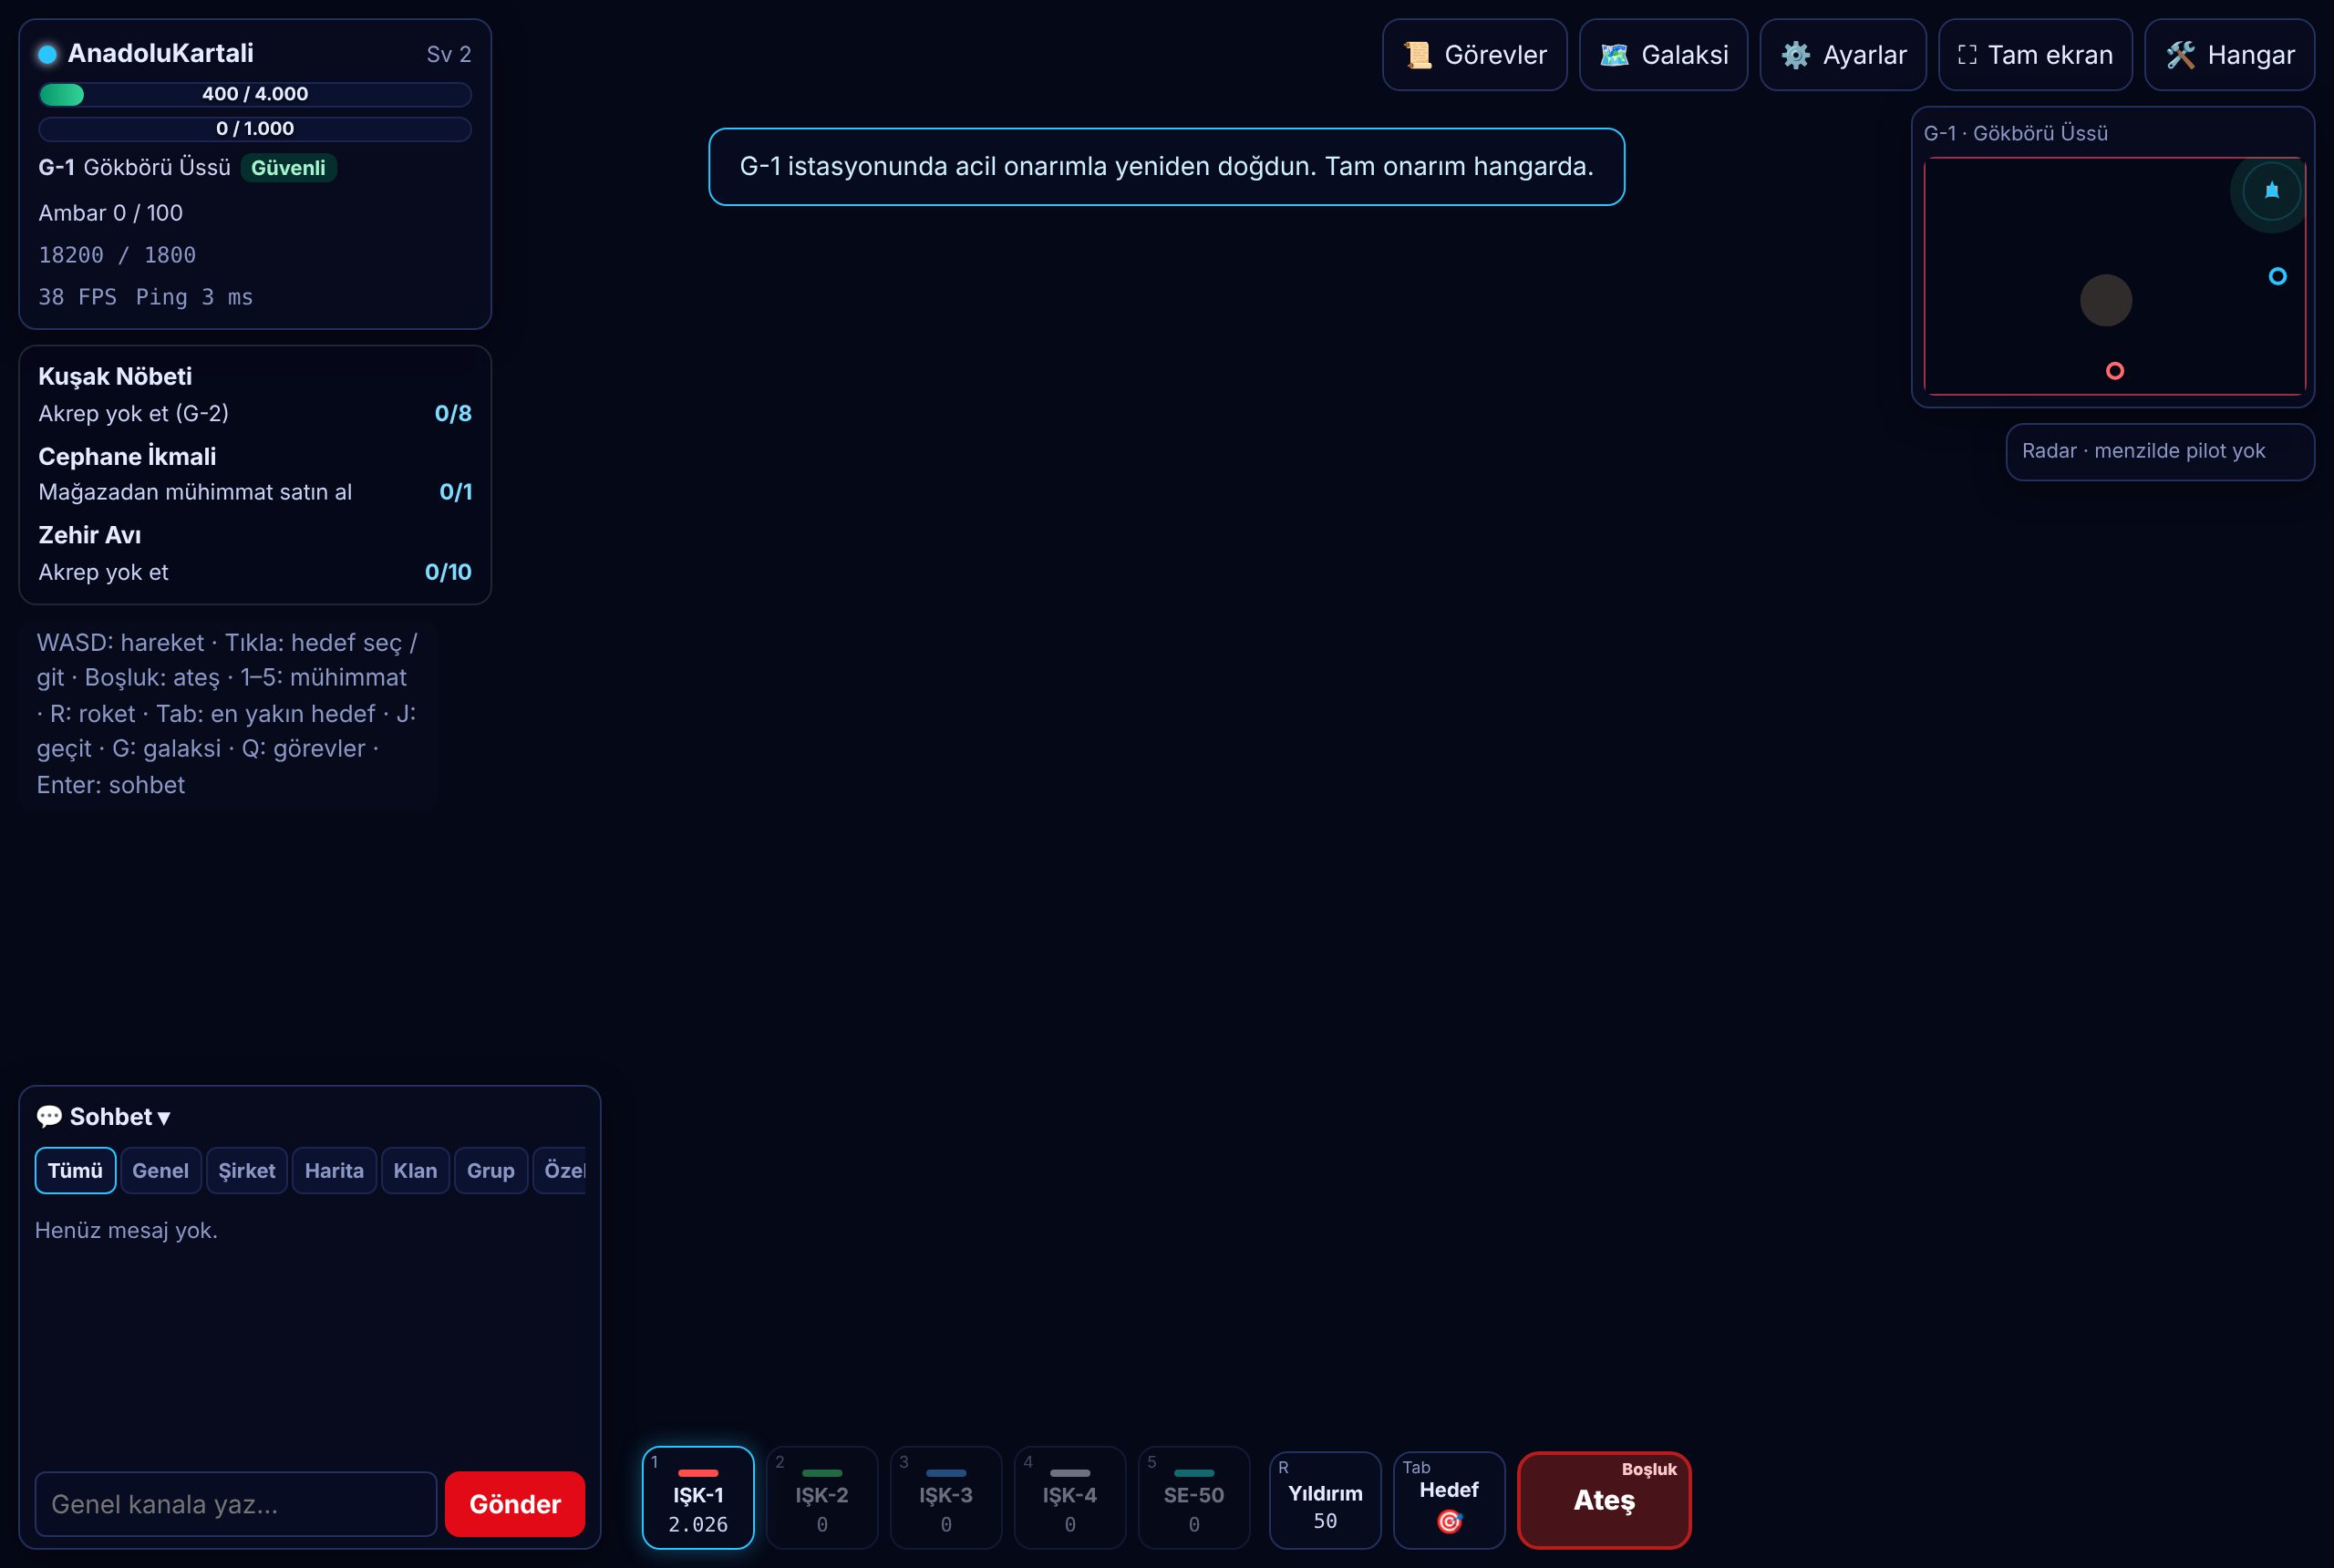 AnadoluKartali Sv 2
400 / 4.000
0 / 1.000
G-1 Gökbörü Üssü Güvenli
Ambar 0 / 100
18200 / 1800
38 FPS Ping 3 ms
Kuşak Nöbeti
Akrep yok et (G-2) 0/8
Cephane İkmali
Mağazadan mühimmat satın al 0/1
Zehir Avı
Akrep yok et 0/10
WASD: hareket · Tıkla: hedef seç /
git · Boşluk: ateş · 1–5: mühimmat
· R: roket · Tab: en yakın hedef · J:
geçit · G: galaksi · Q: görevler ·
Enter: sohbet
G-1 istasyonunda acil onarımla yeniden doğdun. Tam onarım hangarda.
Görevler Galaksi Ayarlar Tam ekran Hangar
G-1 · Gökbörü Üssü
Radar · menzilde pilot yok
Sohbet ▾
Tümü Genel Şirket Harita Klan Grup Özel
Henüz mesaj yok.
Genel kanala yaz... Gönder
1 IŞK-1 2.026
2 IŞK-2 0
3 IŞK-3 0
4 IŞK-4 0
5 SE-50 0
R Yıldırım 50
Tab Hedef
Boşluk Ateş